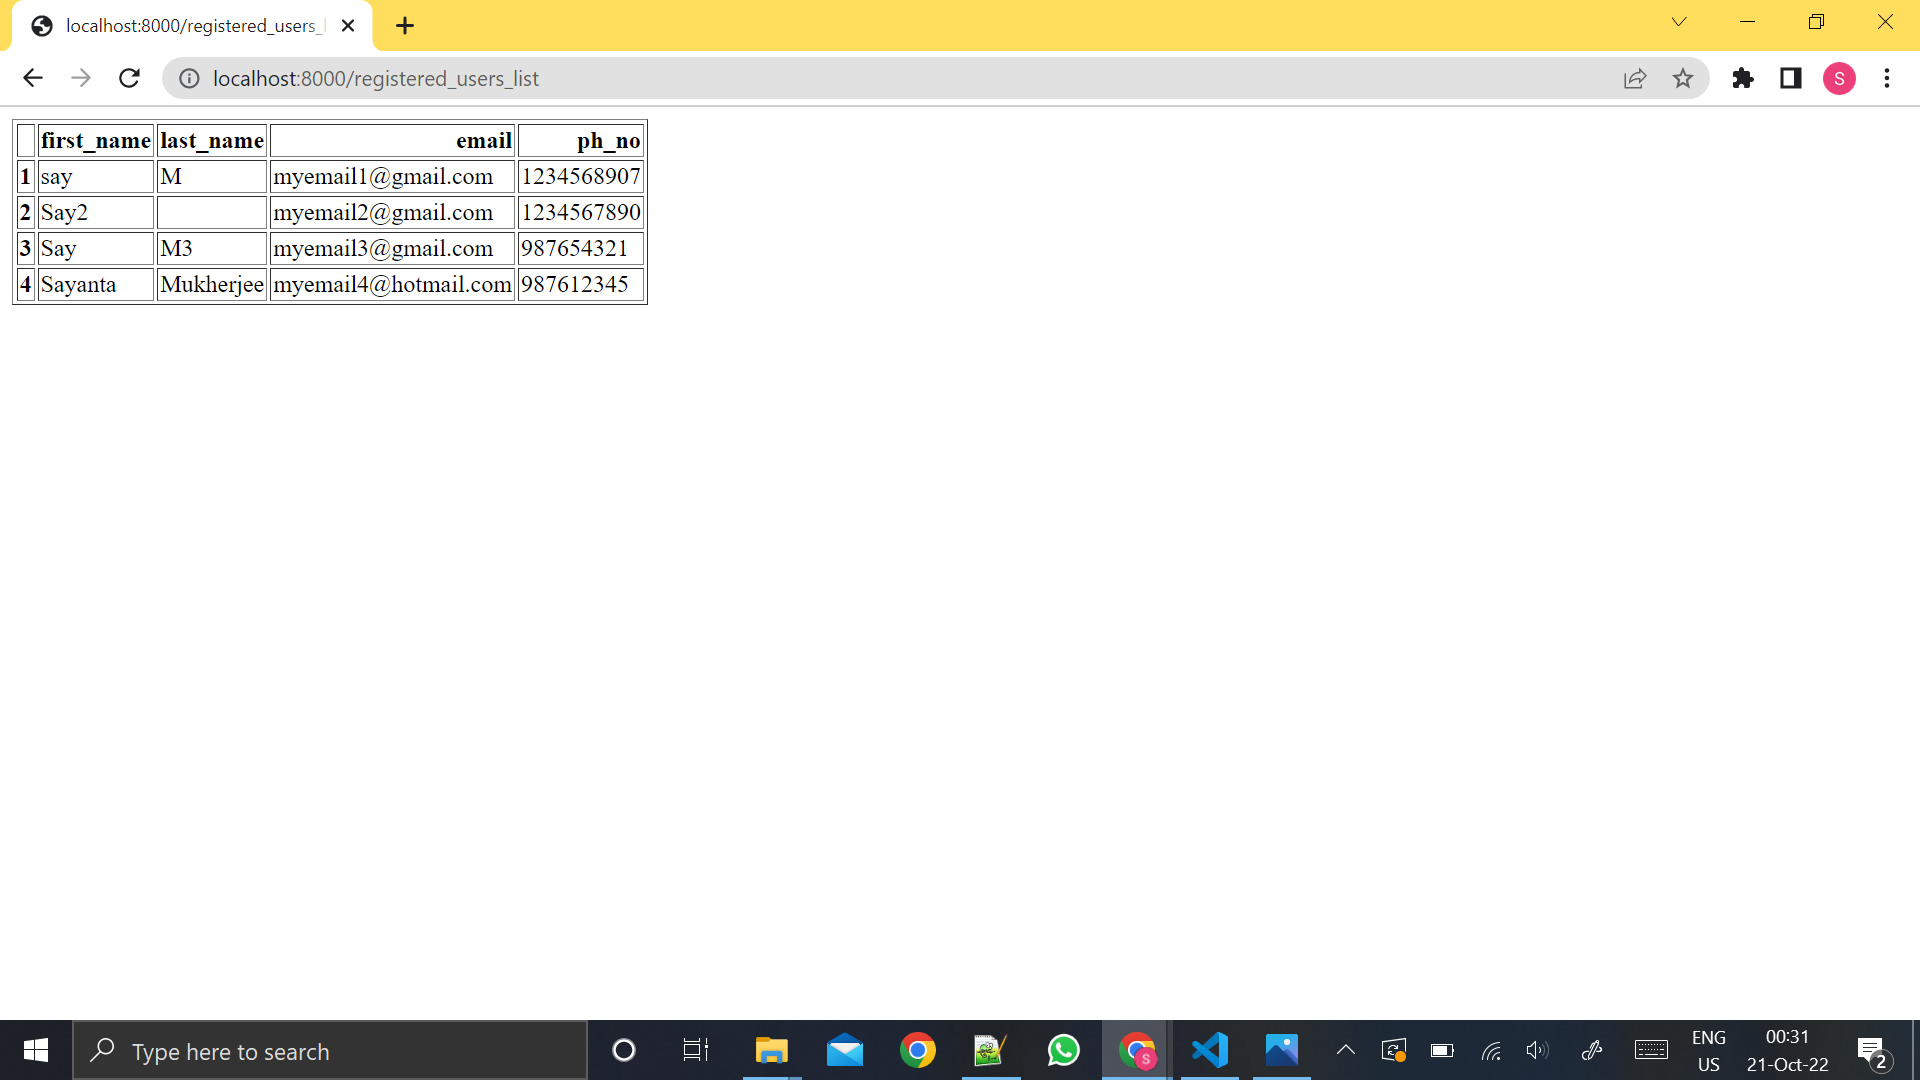 localhost:8000/registered_users_
localhost:8000/registered_users_list
S
first_name last_name email ph_no
1 say M myemail1@gmail.com 1234568907
2 Say2 myemail2@gmail.com 1234567890
3 Say M3 myemail3@gmail.com 987654321
4 Sayanta Mukherjee myemail4@hotmail.com 987612345
Type here to search
S
ENG
US
00:31
21-Oct-22
2